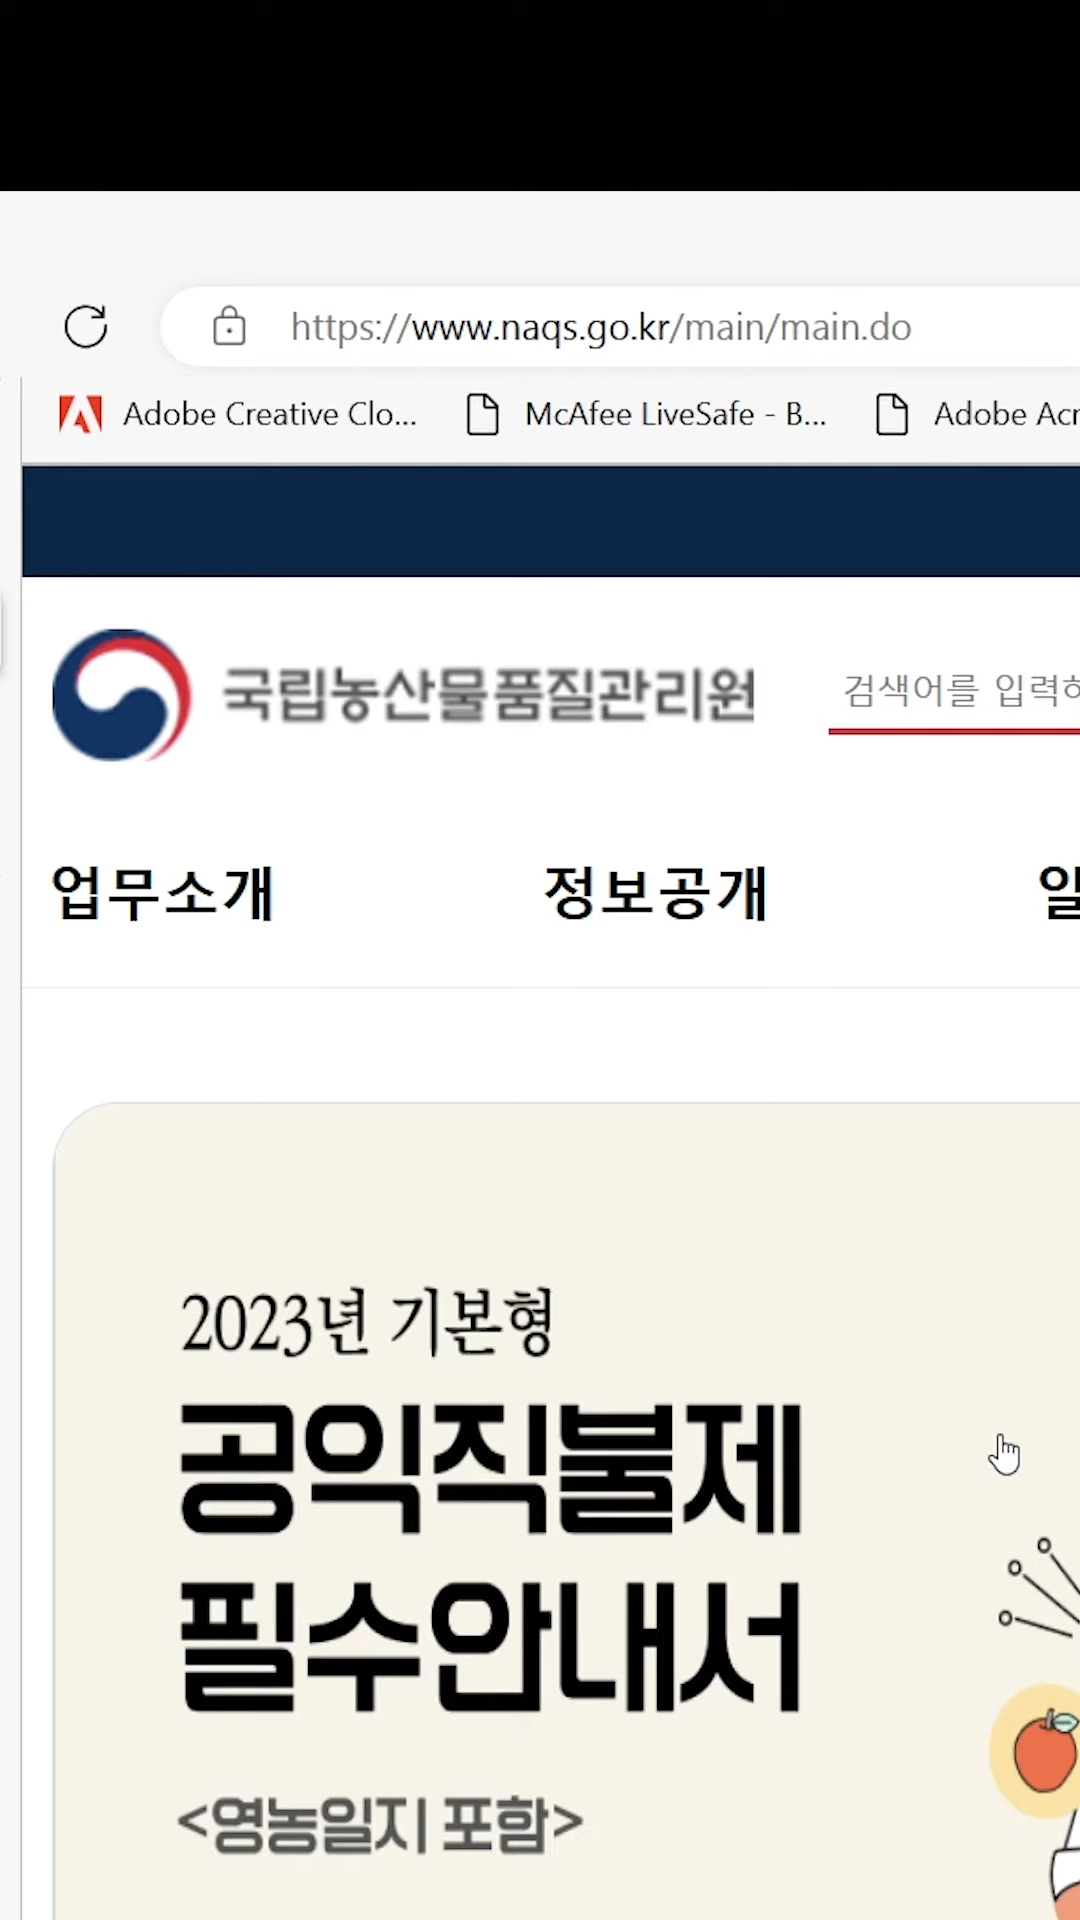 https://www.naqs.go.kr/main/main.do
Adobe Creative Clo... McAfee LiveSafe - B... Adobe
국립농산물품질관리원
검색어를
업무소개 정보공개
2023년 기본형
공익직불제
필수안내서
<영농일지 포함>